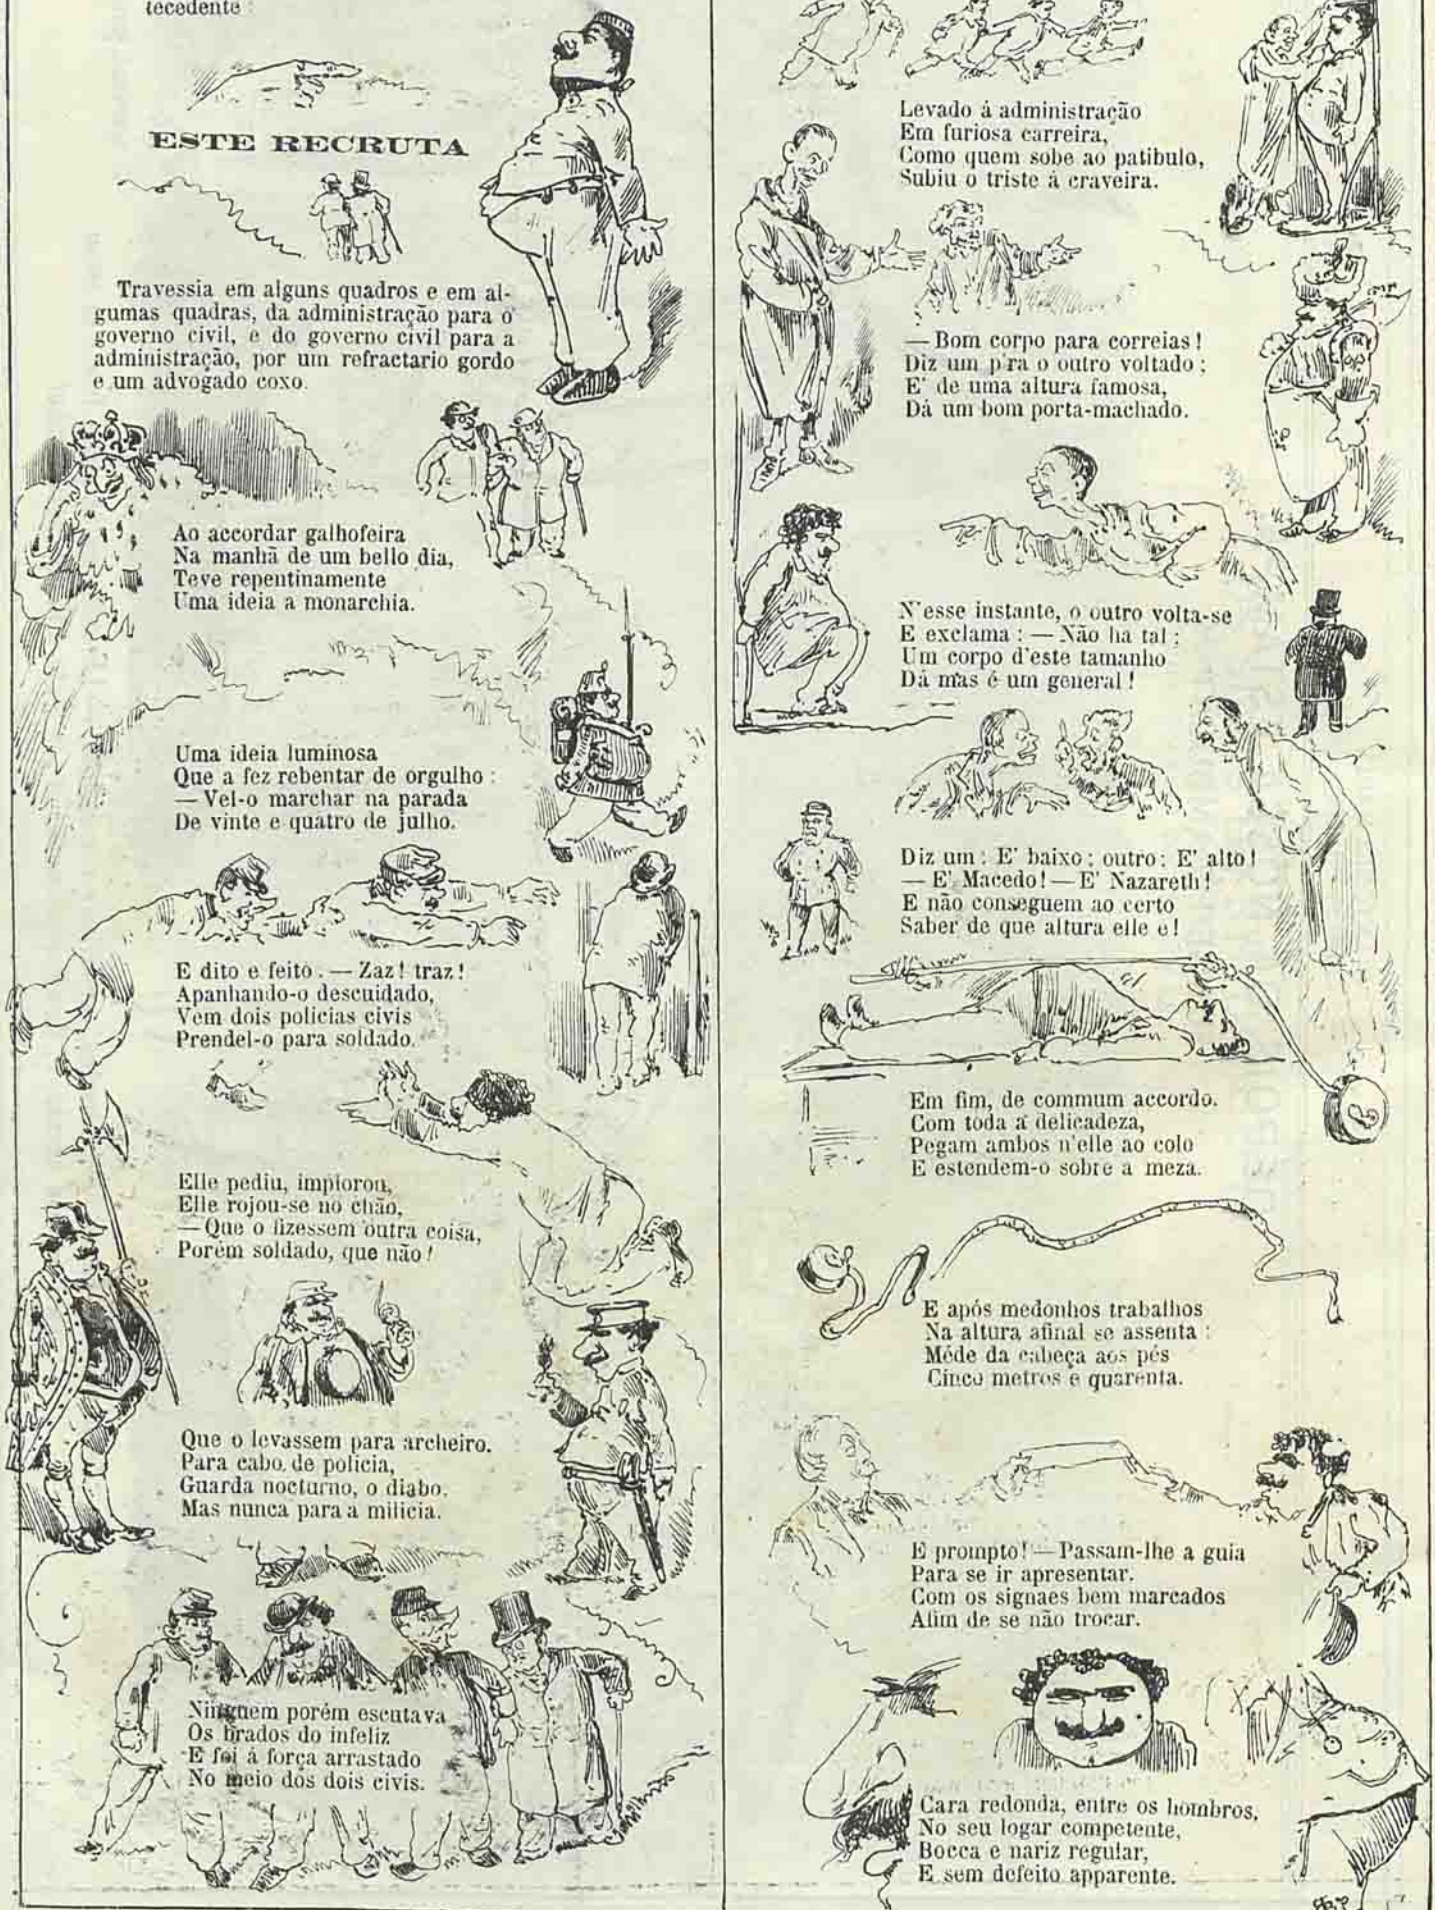 tecedente :
ESTE RECRUTA
Travessia em alguns quadros e em al-
gumas quadras, da administração para o
governo civil, e do governo civil para a
administração, por um refractario gordo
e um advogado coxo.
Ao accordar galhofeira
Na manhã de um bello dia,
Teve repentinamente
Uma ideia a monarchia.
Uma ideia luminosa
Que a fez rebentar de orgulho :
— Vel-o marchar na parada
De vinte e quatro de julho.
E dito e feito. — Zaz! traz!
Apanhando-o descuidado,
Vem dois policias civis
Prendel-o para soldado.
Elle pediu, implorou,
Elle rojou-se no chão,
— Que o fizessem outra coisa,
Porém soldado, que não!
Que o levassem para archeiro.
Para cabo de policia,
Guarda nocturno, o diabo,
Mas nunca para a milicia.
Ninguem porém escutava
Os brados do infeliz
E foi á força arrastado
No meio dos dois civis.
Levado á administração
Em furiosa carreira,
Como quem sobe ao patibulo,
Subiu o triste á craveira.
— Bom corpo para correias!
Diz um p'ra o outro voltado ;
E' de uma altura famosa,
Dá um bom porta-machado.
N'esse instante, o outro volta-se
E exclama : — Não ha tal ;
Um corpo d'este tamanho
Dá mas é um general!
Diz um : E' baixo ; outro : E' alto!
— E' Macedo! — E' Nazareth!
E não conseguem ao certo
Saber de que altura elle e!
Em fim, de commum accordo.
Com toda a delicadeza,
Pegam ambos n'elle ao colo
E estendem-o sobre a meza.
E após medonhos trabalhos
Na altura afinal se assenta :
Méde da cabeça aos pés
Cinco metros e quarenta.
E prompto! — Passam-lhe a guia
Para se ir apresentar.
Com os signaes bem marcados
Afim de se não trocar.
Cara redonda, entre os hombros,
No seu logar competente,
Bocca e nariz regular,
E sem defeito apparente.